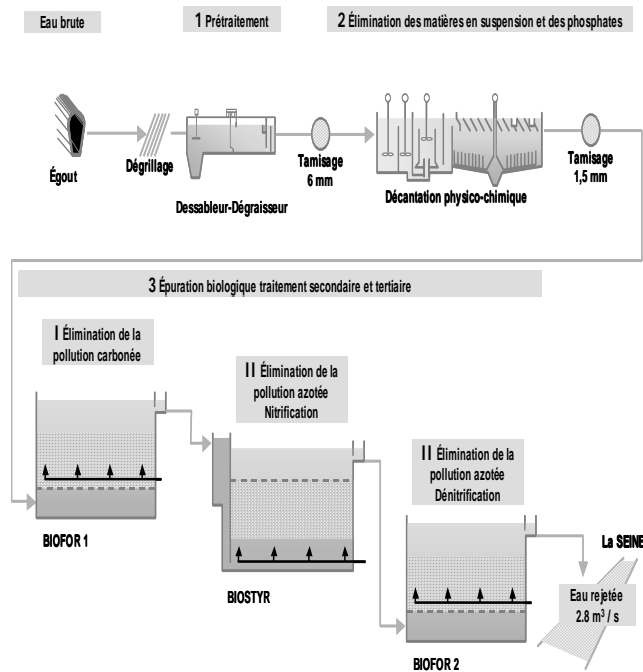 Eau brute
1 Prétraitement
2 Élimination des matières en suspension et des phosphates
Égout
Dégrillage
Dessableur-Dégraisseur
Tamisage
6 mm
Décantation physico-chimique
Tamisage
1,5 mm
3 Épuration biologique traitement secondaire et tertiaire
I Élimination de la
pollution carbonée
BIOFOR 1
II Élimination de la
pollution azotée
Nitrification
BIOSTYR
II Élimination de la
pollution azotée
Dénitrification
BIOFOR 2
La SEINE
Eau rejetée
2.8 m³ / s